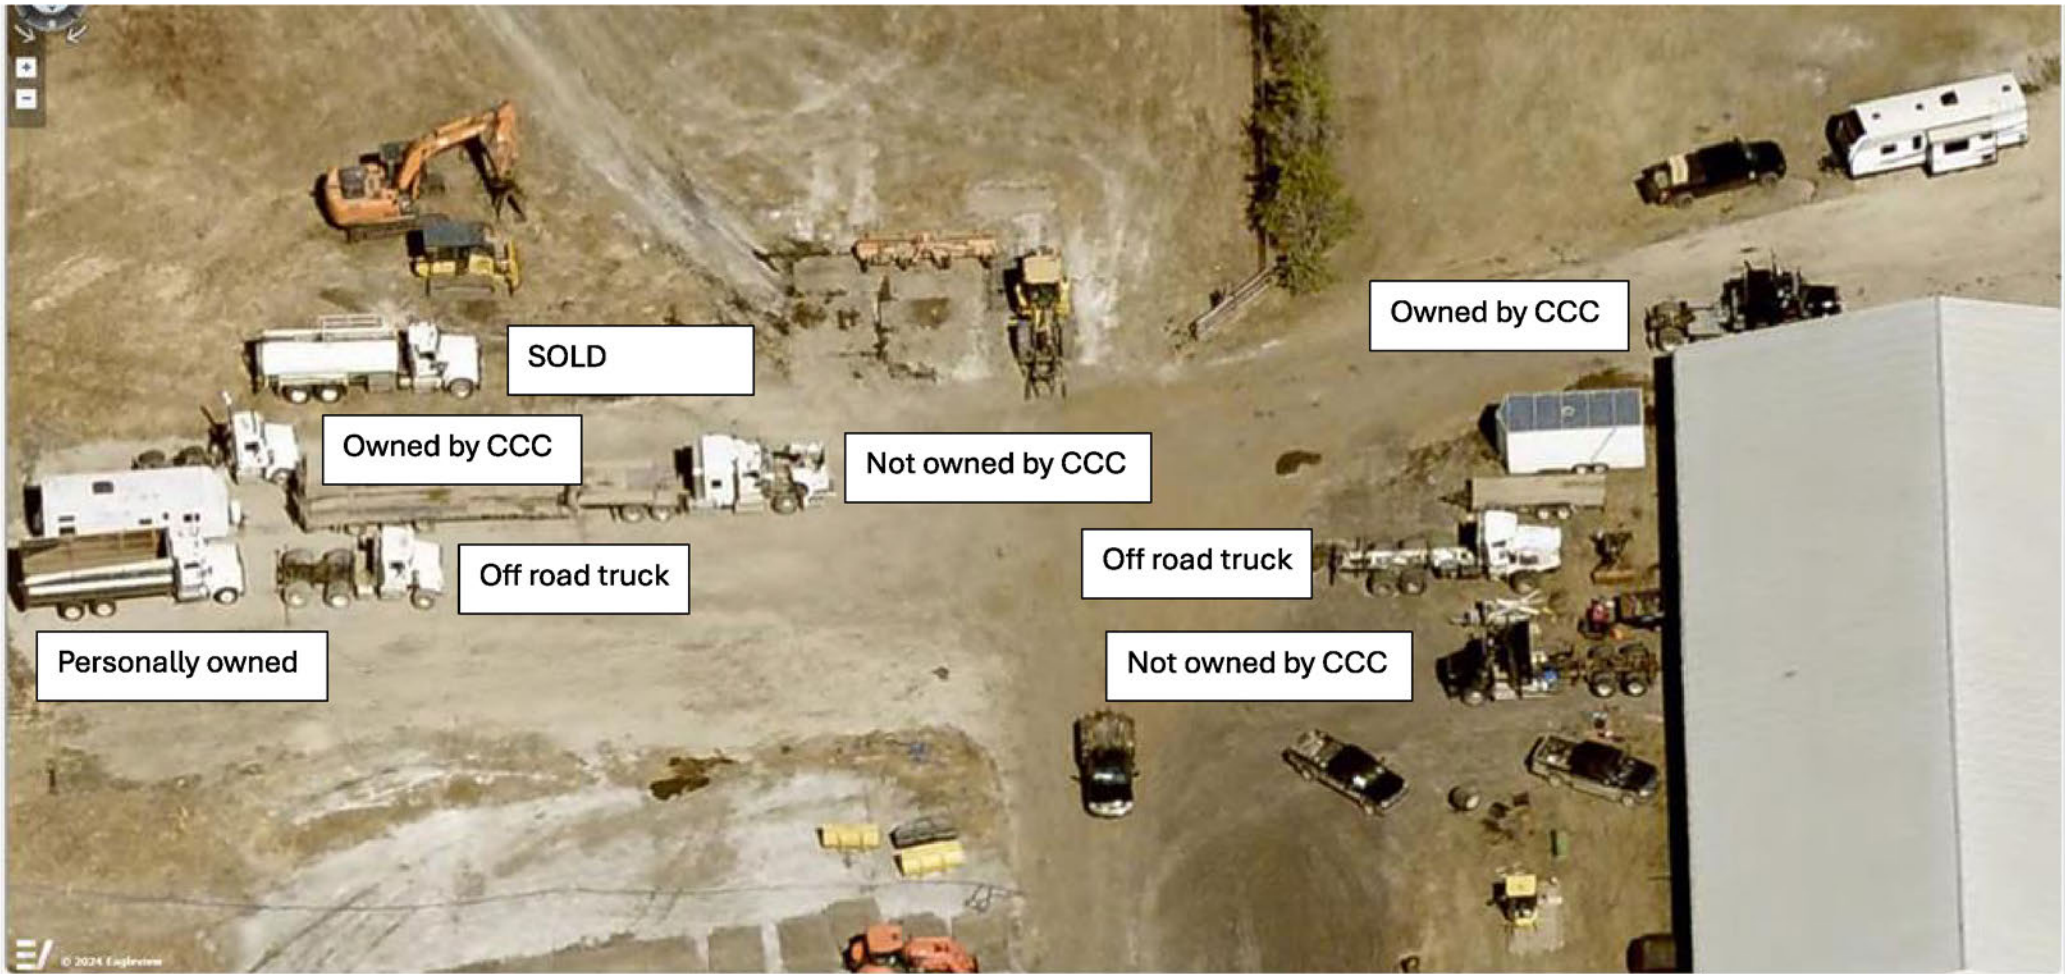 +
−
Owned by CCC
SOLD
Owned by CCC
Not owned by CCC
Off road truck
Off road truck
Personally owned
Not owned by CCC
© 2024 Eagleview